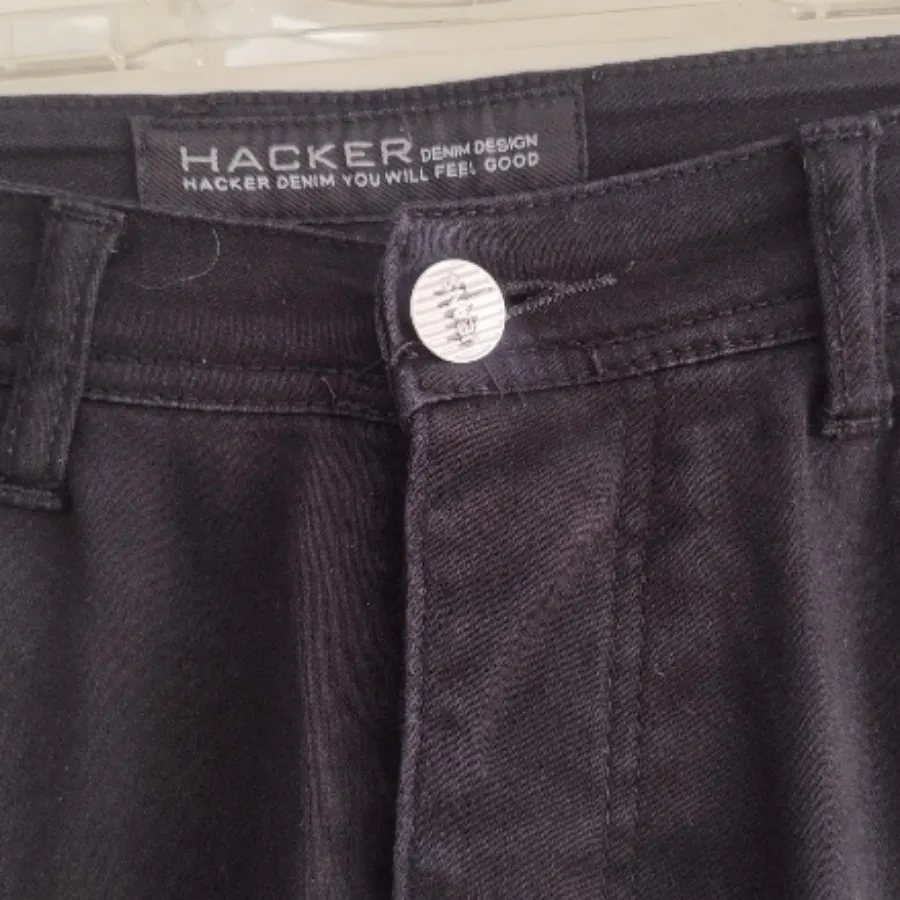 HACKER DENIM DESIGN
HACKER DENIM YOU WILL FEEL GOOD